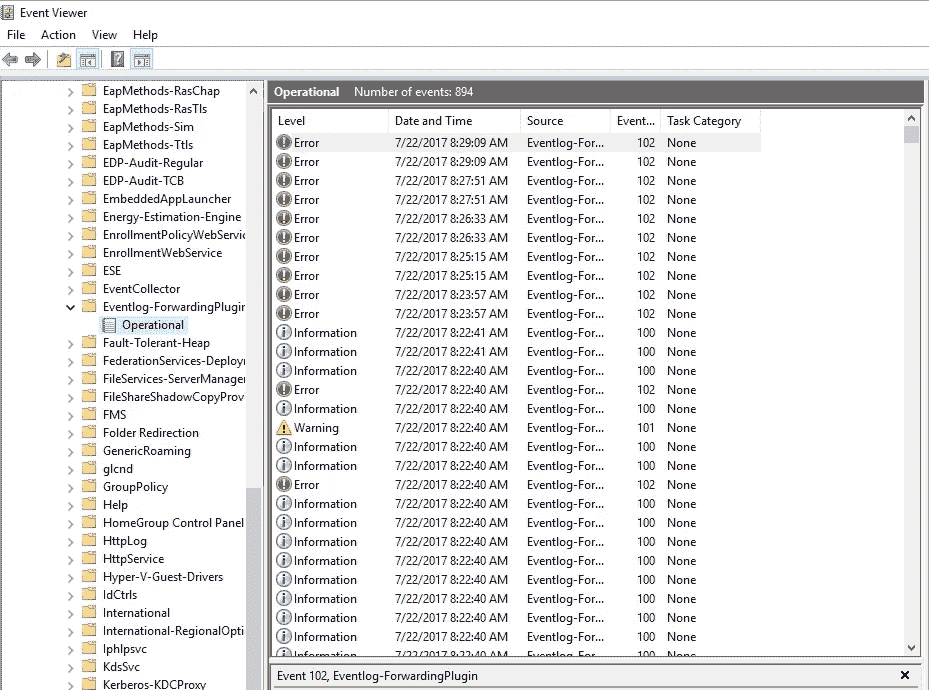 Event Viewer
File Action View Help
EapMethods-RasChap
EapMethods-RasTls
EapMethods-Sim
EapMethods-Ttls
EDP-Audit-Regular
EDP-Audit-TCB
EmbeddedAppLauncher
Energy-Estimation-Engine
EnrollmentPolicyWebServic
EnrollmentWebService
ESE
EventCollector
Eventlog-ForwardingPlugin
Operational
Fault-Tolerant-Heap
FederationServices-Deployr
FileServices-ServerManager
FileShareShadowCopyProv
FMS
Folder Redirection
GenericRoaming
glcnd
GroupPolicy
Help
HomeGroup Control Panel
HttpLog
HttpService
Hyper-V-Guest-Drivers
IdCtrls
International
International-RegionalOpti
Iphlpsvc
KdsSvc
Kerberos-KDCProxy
Operational Number of events: 894
Level Date and Time Source Event... Task Category
Error 7/22/2017 8:29:09 AM Eventlog-For... 102 None
Error 7/22/2017 8:29:09 AM Eventlog-For... 102 None
Error 7/22/2017 8:27:51 AM Eventlog-For... 102 None
Error 7/22/2017 8:27:51 AM Eventlog-For... 102 None
Error 7/22/2017 8:26:33 AM Eventlog-For... 102 None
Error 7/22/2017 8:26:33 AM Eventlog-For... 102 None
Error 7/22/2017 8:25:15 AM Eventlog-For... 102 None
Error 7/22/2017 8:25:15 AM Eventlog-For... 102 None
Error 7/22/2017 8:23:57 AM Eventlog-For... 102 None
Error 7/22/2017 8:23:57 AM Eventlog-For... 102 None
Information 7/22/2017 8:22:41 AM Eventlog-For... 100 None
Information 7/22/2017 8:22:41 AM Eventlog-For... 100 None
Information 7/22/2017 8:22:40 AM Eventlog-For... 100 None
Error 7/22/2017 8:22:40 AM Eventlog-For... 102 None
Information 7/22/2017 8:22:40 AM Eventlog-For... 100 None
Warning 7/22/2017 8:22:40 AM Eventlog-For... 101 None
Information 7/22/2017 8:22:40 AM Eventlog-For... 100 None
Information 7/22/2017 8:22:40 AM Eventlog-For... 100 None
Error 7/22/2017 8:22:40 AM Eventlog-For... 102 None
Information 7/22/2017 8:22:40 AM Eventlog-For... 100 None
Information 7/22/2017 8:22:40 AM Eventlog-For... 100 None
Information 7/22/2017 8:22:40 AM Eventlog-For... 100 None
Information 7/22/2017 8:22:40 AM Eventlog-For... 100 None
Information 7/22/2017 8:22:40 AM Eventlog-For... 100 None
Information 7/22/2017 8:22:40 AM Eventlog-For... 100 None
Information 7/22/2017 8:22:40 AM Eventlog-For... 100 None
Information 7/22/2017 8:22:40 AM Eventlog-For... 100 None
Information 7/22/2017 8:22:40 AM Eventlog-For... 100 None
Event 102, Eventlog-ForwardingPlugin